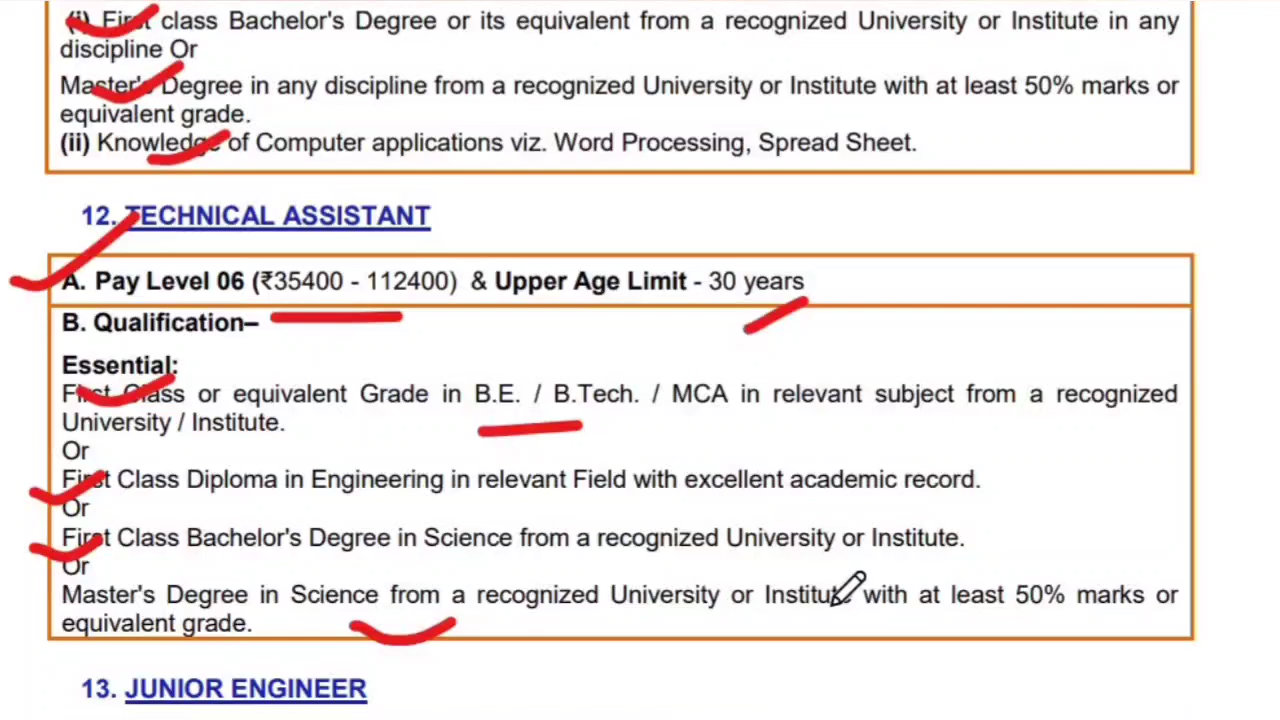 (i) First class Bachelor's Degree or its equivalent from a recognized University or Institute in any
discipline Or
Master's Degree in any discipline from a recognized University or Institute with at least 50% marks or
equivalent grade.
(ii) Knowledge of Computer applications viz. Word Processing, Spread Sheet.
12. TECHNICAL ASSISTANT
A. Pay Level 06 (₹35400 - 112400) & Upper Age Limit - 30 years
B. Qualification–
Essential:
First Class or equivalent Grade in B.E. / B.Tech. / MCA in relevant subject from a recognized
University / Institute.
Or
First Class Diploma in Engineering in relevant Field with excellent academic record.
Or
First Class Bachelor's Degree in Science from a recognized University or Institute.
Or
Master's Degree in Science from a recognized University or Institute with at least 50% marks or
equivalent grade.
13. JUNIOR ENGINEER